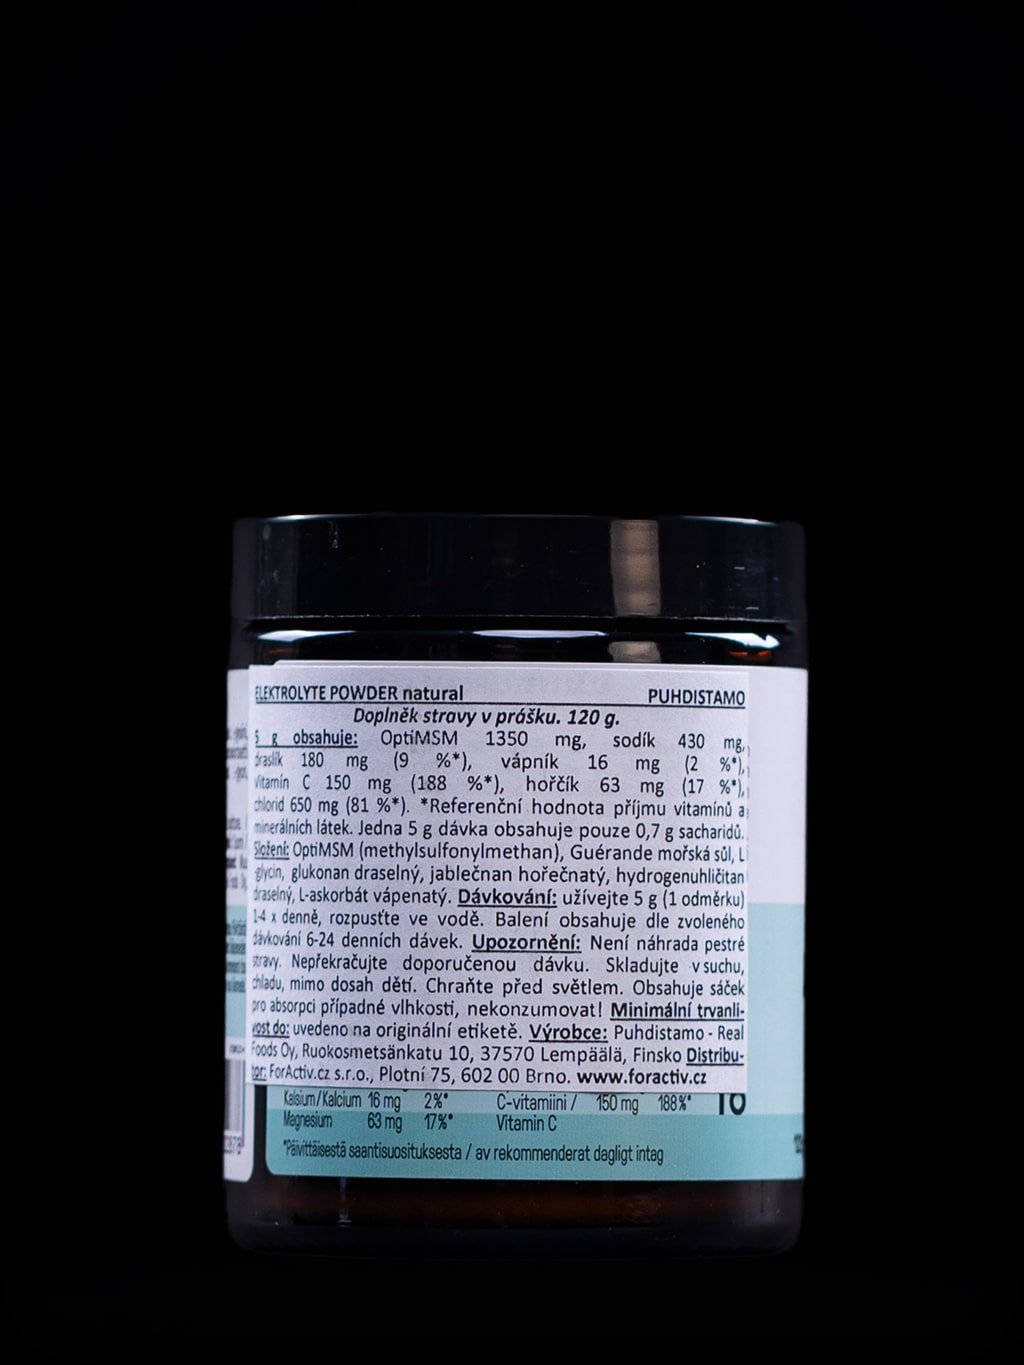 ELEKTROLYTE POWDER natural PUHDISTAMO
Doplněk stravy v prášku. 120 g.
5 g obsahuje: OptiMSM 1350 mg, sodík 430 mg,
draslík 180 mg (9 %*), vápník 16 mg (2 %*),
Vitamín C 150 mg (188 %*), hořčík 63 mg (17 %*),
chlorid 650 mg (81 %*). *Referenční hodnota příjmu vitamínů a
minerálních látek. Jedna 5 g dávka obsahuje pouze 0,7 g sacharidů.
Složení: OptiMSM (methylsulfonylmethan), Guérande mořská sůl, L
-glycin, glukonan draselný, jablečnan hořečnatý, hydrogenuhličitan
draselný, L-askorbát vápenatý. Dávkování: užívejte 5 g (1 odměrku)
1-4 x denně, rozpusťte ve vodě. Balení obsahuje dle zvoleného
dávkování 6-24 denních dávek. Upozornění: Není náhrada pestré
stravy. Nepřekračujte doporučenou dávku. Skladujte v suchu,
chladu, mimo dosah dětí. Chraňte před světlem. Obsahuje sáček
pro absorpci případné vlhkosti, nekonzumovat! Minimální trvanli-
vost do: uvedeno na originální etiketě. Výrobce: Puhdistamo - Real
Foods Oy, Ruokosmetsänkatu 10, 37570 Lempäälä, Finsko Distribu-
tor: ForActiv.cz s.r.o., Plotní 75, 602 00 Brno. www.foractiv.cz
Kalsium/Kalcium 16 mg 2%* C-vitamiini / 150 mg 188%*
Magnesium 63 mg 17%* Vitamin C
*Päivittäisestä saantisuosituksesta / av rekommenderat dagligt intag